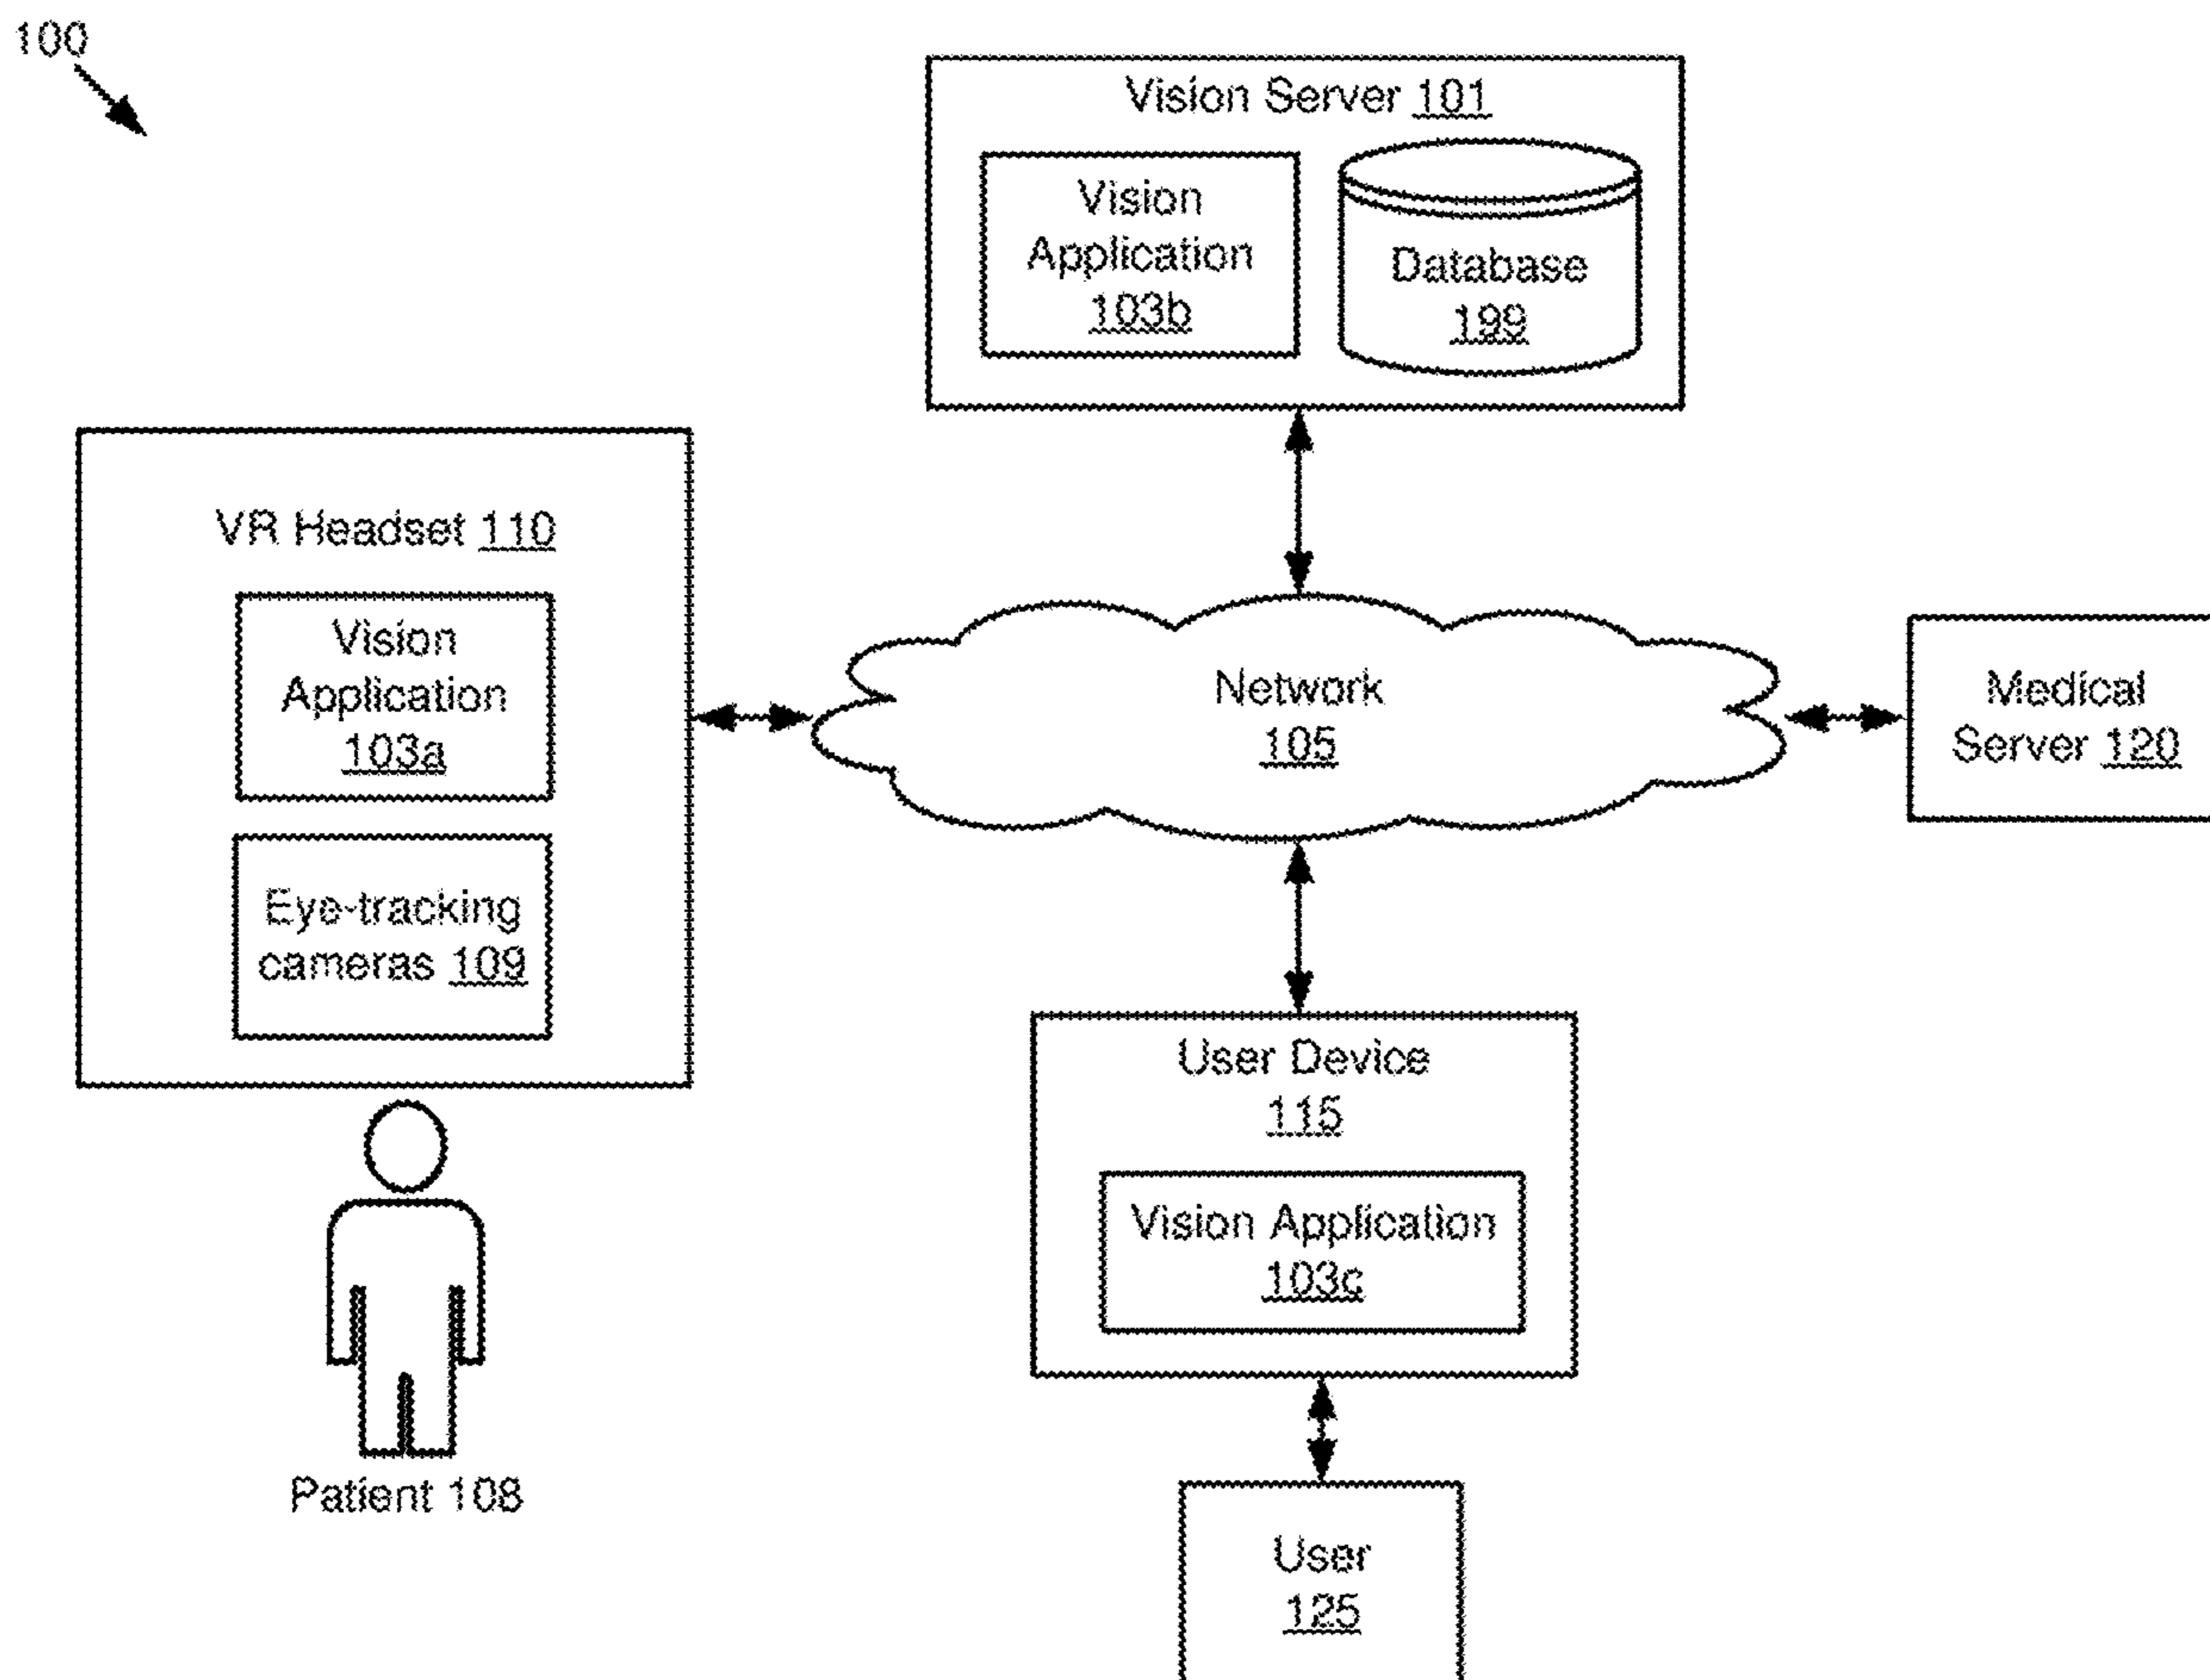 100
Vision Server 101
Vision
Application
103b
Database
199
VR Headset 110
Vision
Application
103a
Eye-tracking
cameras 109
Network
105
Medical
Server 120
User Device
115
Vision Application
103c
Patient 108
User
125